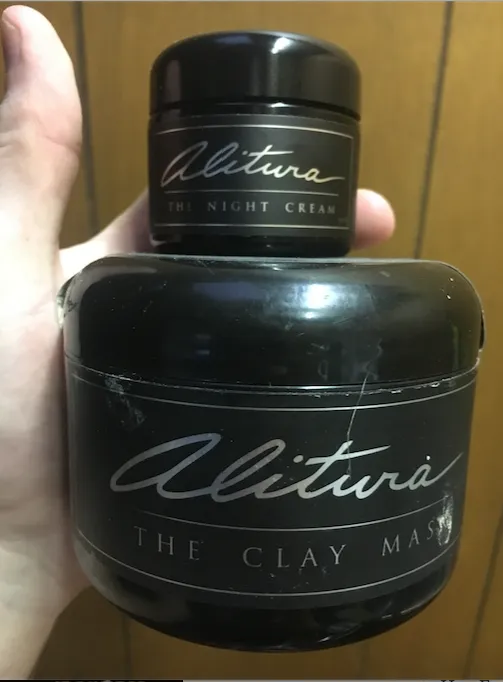 Alitura
THE NIGHT CREAM
Alitura
THE CLAY MAS